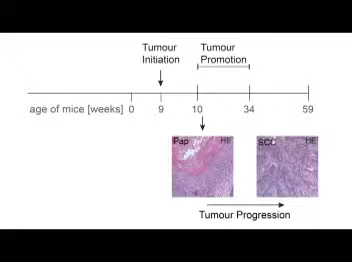 Tumour
Initiation
Tumour
Promotion
age of mice [weeks] 0 9 10 34 59
Pap HE
SCC HE
Tumour Progression